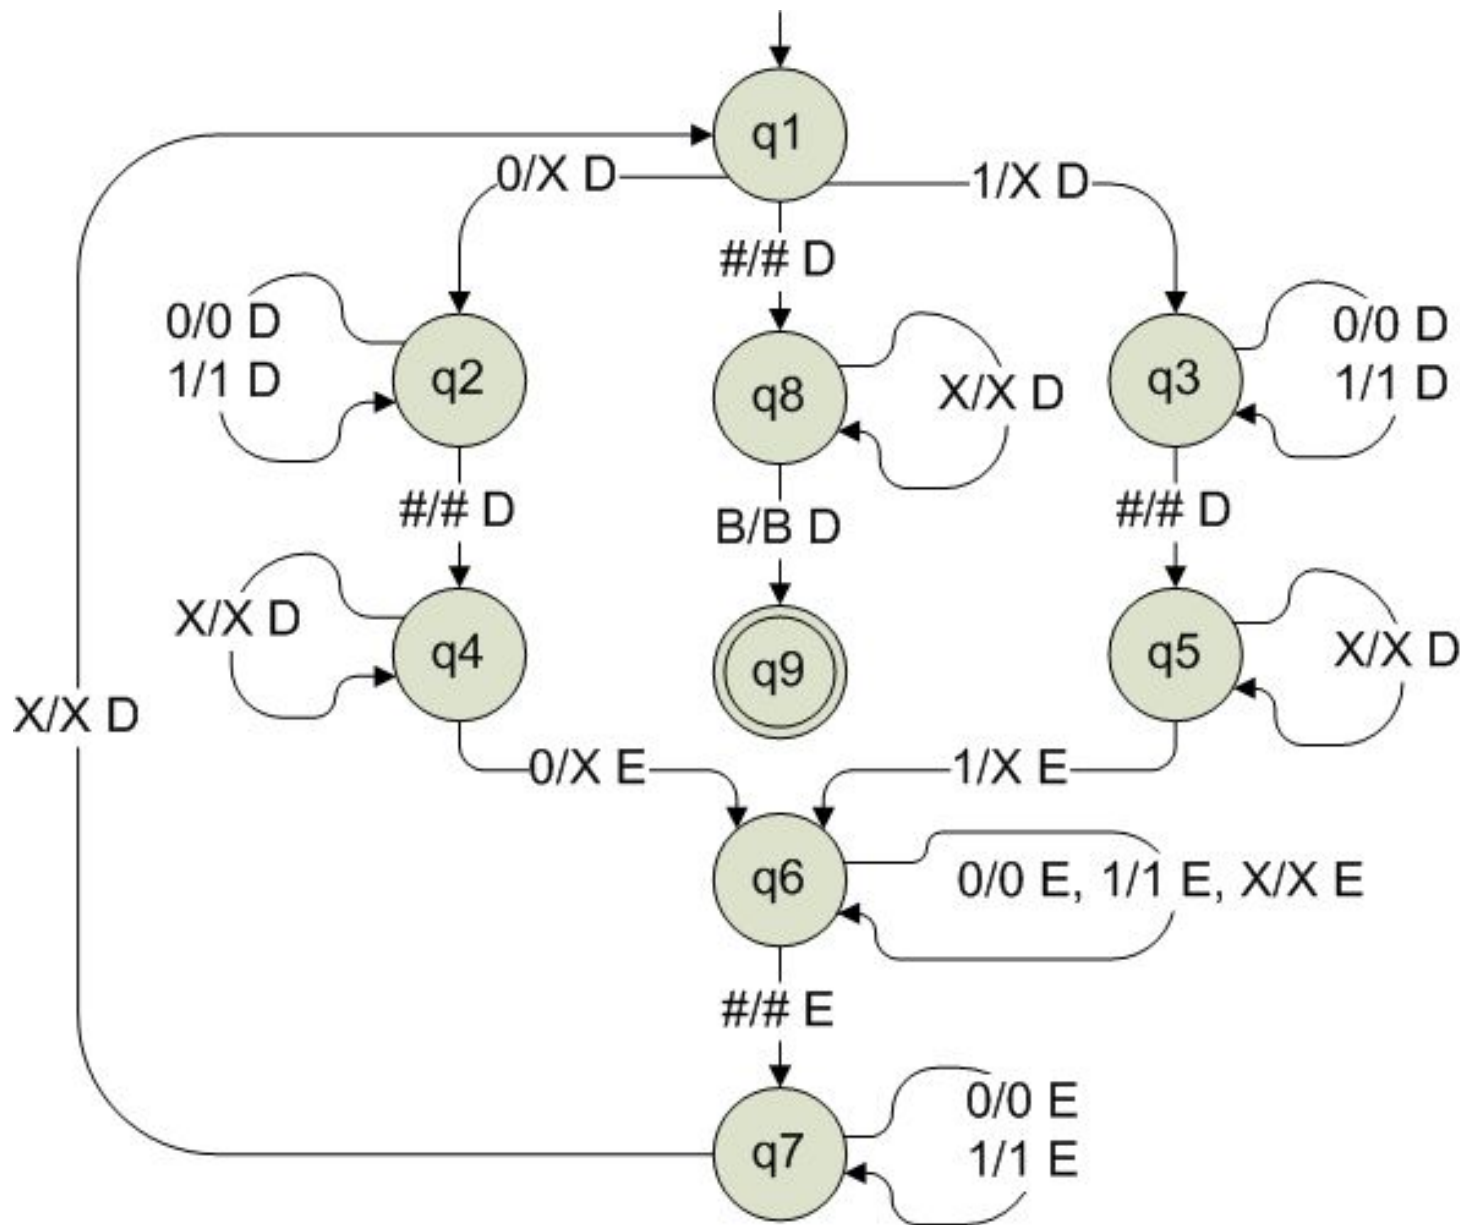 q1
0/X D
1/X D
#/# D
0/0 D
1/1 D
q2
q8
X/X D
q3
0/0 D
1/1 D
#/# D
B/B D
#/# D
X/X D
q4
q9
q5
X/X D
X/X D
0/X E
1/X E
q6
0/0 E, 1/1 E, X/X E
#/# E
q7
0/0 E
1/1 E